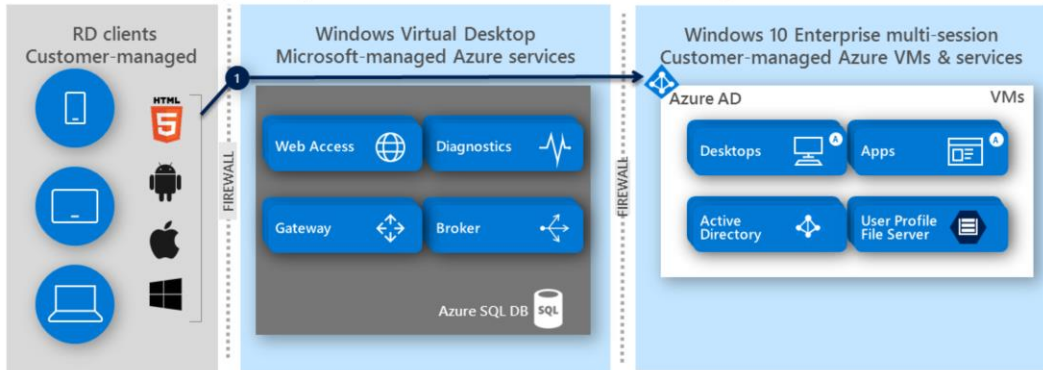 RD clients
Customer-managed
HTML
5
FIREWALL
Windows Virtual Desktop
Microsoft-managed Azure services
1
Web Access
Diagnostics
Gateway
Broker
Azure SQL DB
SQL
FIREWALL
Windows 10 Enterprise multi-session
Customer-managed Azure VMs & services
Azure AD
VMs
Desktops
A
Apps
A
Active
Directory
User Profile
File Server